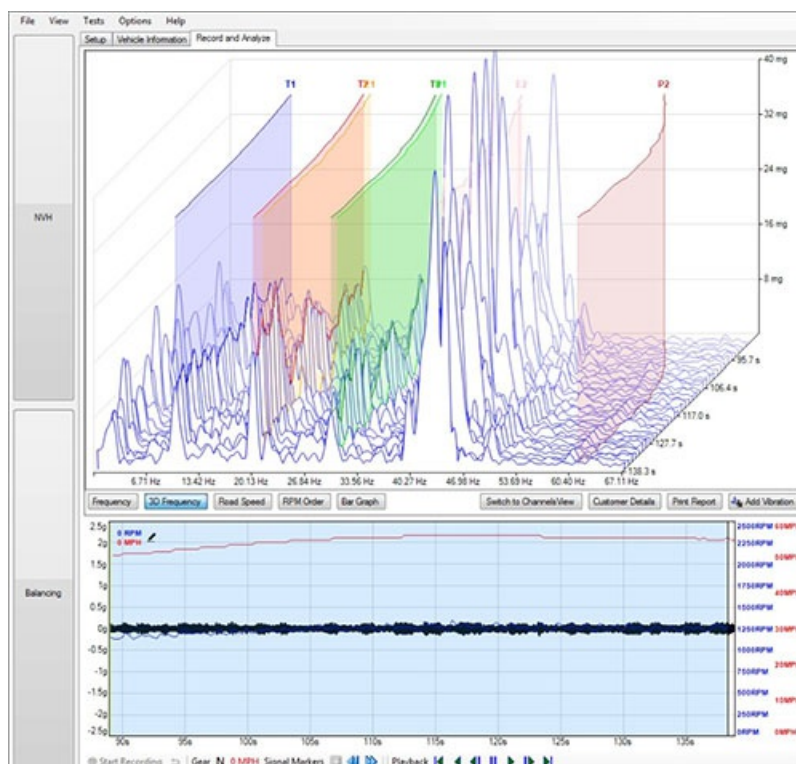 File View Tests Options Help
Setup Vehicle Information Record and Analyze
NVH
T1 T2 P2
40 mg
32 mg
24 mg
16 mg
8 mg
95.7 s
106.4 s
117.0 s
127.7 s
138.3 s
6.71 Hz 13.42 Hz 20.13 Hz 26.84 Hz 33.56 Hz 40.27 Hz 46.98 Hz 53.69 Hz 60.40 Hz 67.11 Hz
Frequency 3D Frequency Road Speed RPM Order Bar Graph Switch to ChannelsView Customer Details Print Report Add Vibration
Balancing
0 RPM
0 MPH
2.5g 2500RPM
2g 2250RPM
2000RPM
1.5g
1g 1750RPM
0.5g 1500RPM
0g 1250RPM
-0.5g 1000RPM
-1g 750RPM
-1.5g 500RPM
-2g 250RPM
-2.5g 0RPM
90s 95s 100s 105s 110s 115s 120s 125s 130s 135s
Start Recording Gear N 0 MPH Signal Markers Playback